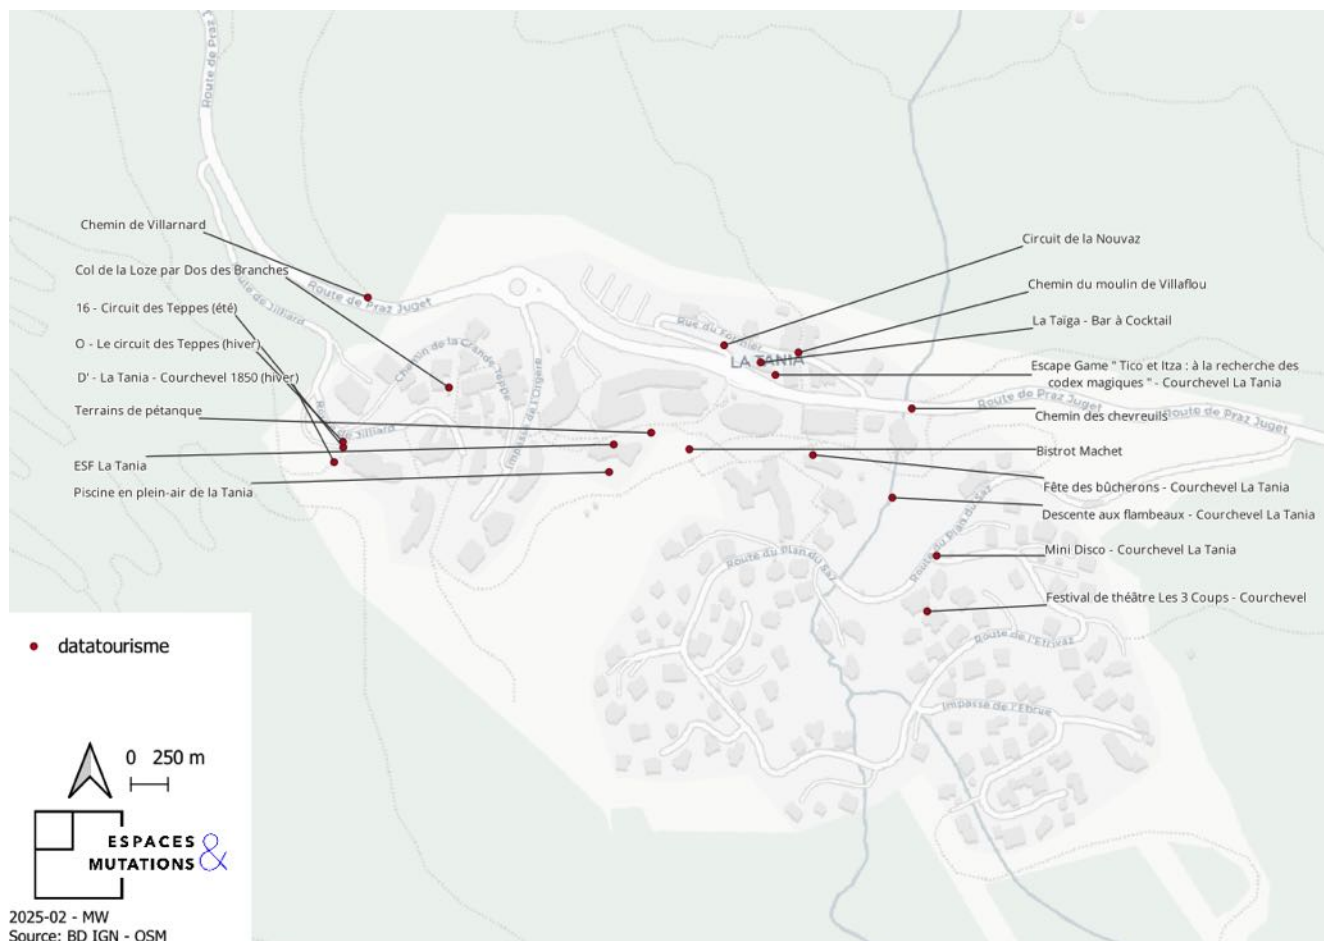 Route de Praz
Chemin de Villarnard
Col de la Loze par Dos des Branches
16 - Circuit des Teppes (été)
O - Le circuit des Teppes (hiver)
D' - La Tania - Courchevel 1850 (hiver)
Terrains de pétanque
ESF La Tania
Piscine en plein-air de la Tania
Route de Praz Juget
Chemin de la Grande Teppe
Impasse de l'Orgère
de Jilliard
Rue du Forniet
LA TANIA
Circuit de la Nouvaz
Chemin du moulin de Villaflou
La Taïga - Bar à Cocktail
Escape Game " Tico et Itza : à la recherche des
codex magiques " - Courchevel La Tania
Route de Praz Juget
Route de Praz Juget
Chemin des chevreuils
Bistrot Machet
Fête des bûcherons - Courchevel La Tania
Descente aux flambeaux - Courchevel La Tania
Mini Disco - Courchevel La Tania
Festival de théâtre Les 3 Coups - Courchevel
Route du Plan du Saz
Route du Plan du Saz
Route de l'Etrivaz
Impasse de l'Ebrue
datatourisme
0 250 m
ESPACES
MUTATIONS &
2025-02 - MW
Source: BD IGN - OSM